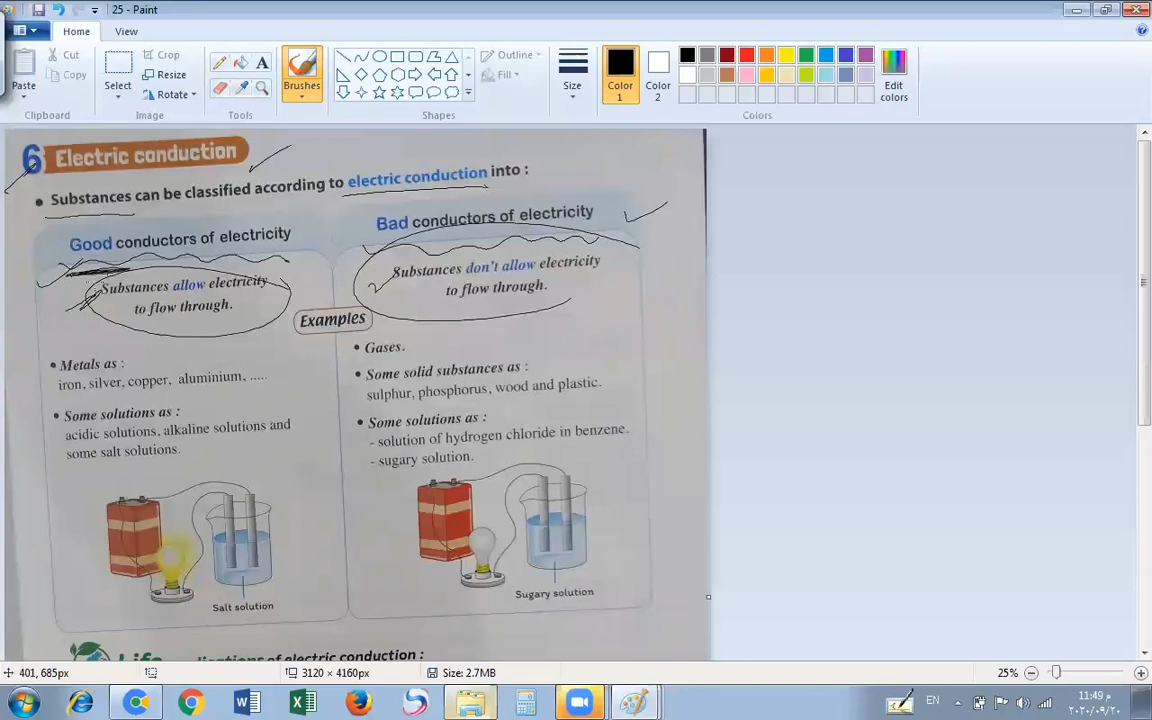 25 - Paint
Home
View
Paste
Cut
Copy
Clipboard
Select
Crop
Resize
Rotate
Image
A
Tools
Brushes
Shapes
Outline
Fill
Size
Color
1
Color
2
Edit
colors
Colors
6 Electric conduction
• Substances can be classified according to electric conduction into :
Good conductors of electricity
Substances allow electricity
to flow through.
Bad conductors of electricity
Substances don't allow electricity
to flow through.
Examples
• Metals as :
iron, silver, copper, aluminium, .....
• Some solutions as :
acidic solutions, alkaline solutions and
some salt solutions.
Salt solution
• Gases.
• Some solid substances as :
sulphur, phosphorus, wood and plastic.
• Some solutions as :
- solution of hydrogen chloride in benzene.
- sugary solution.
Sugary solution
of electric conduction :
401, 685px
3120 × 4160px
Size: 2.7MB
25%
EN
11:49 م
٢٠٢٠/٠٩/٢٠